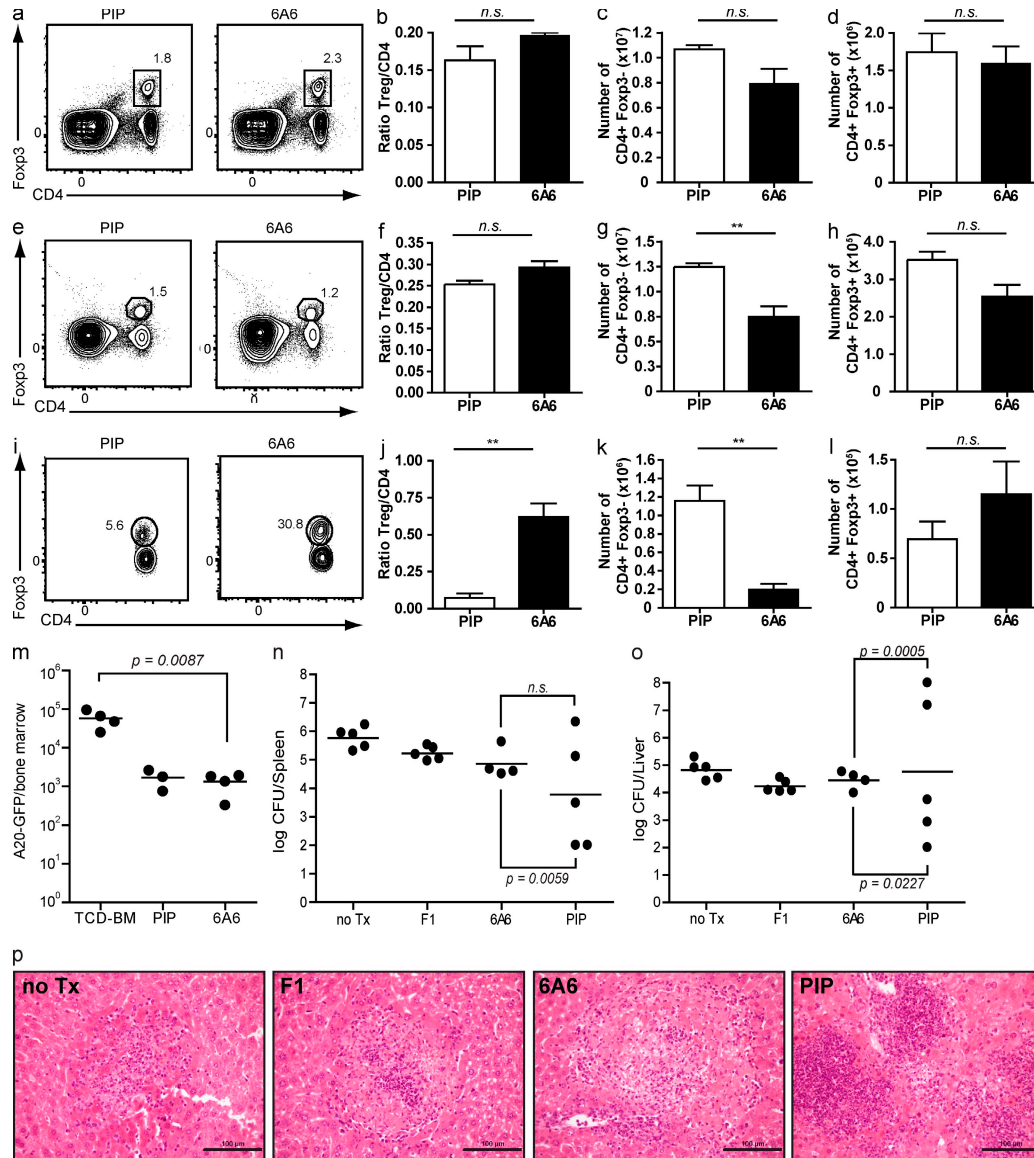 a
PIP
6A6
1.8
2.3
Foxp3
0
0
0
0
CD4
b
n.s.
Ratio Treg/CD4
0.20
0.15
0.10
0.05
0.00
PIP
6A6
c
n.s.
Number of
CD4+ Foxp3- (x10⁷)
1.2
1.0
0.8
0.6
0.4
0.2
0
PIP
6A6
d
n.s.
Number of
CD4+ Foxp3+ (x10⁶)
2.0
1.5
1.0
0.5
0
PIP
6A6
e
PIP
6A6
1.5
1.2
Foxp3
0
0
0
CD4
f
n.s.
Ratio Treg/CD4
0.35
0.30
0.25
0.20
0.15
0.10
0.05
0.00
PIP
6A6
g
**
Number of
CD4+ Foxp3- (x10⁷)
1.6
1.3
1.0
0.8
0.4
0.2
0
PIP
6A6
h
n.s.
Number of
CD4+ Foxp3+ (x10⁵)
4.0
3.0
2.0
1.0
0
PIP
6A6
i
PIP
6A6
5.6
30.8
Foxp3
0
0
0
0
CD4
j
**
Ratio Treg/CD4
1.00
0.75
0.50
0.25
0.00
PIP
6A6
k
**
Number of
CD4+ Foxp3- (x10⁶)
1.6
1.4
1.2
1.0
0.8
0.6
0.4
0.2
0
PIP
6A6
l
n.s.
Number of
CD4+ Foxp3+ (x10⁵)
1.5
1.0
0.5
0
PIP
6A6
m
p = 0.0087
A20-GFP/bone marrow
10⁶
10⁵
10⁴
10³
10²
10¹
10⁰
TCD-BM
PIP
6A6
n
n.s.
log CFU/Spleen
8
7
6
5
4
3
2
1
0
p = 0.0059
no Tx
F1
6A6
PIP
o
p = 0.0005
log CFU/Liver
8
7
6
5
4
3
2
1
0
p = 0.0227
no Tx
F1
6A6
PIP
p
no Tx
100 µm
F1
100 µm
6A6
100 µm
PIP
100 µm